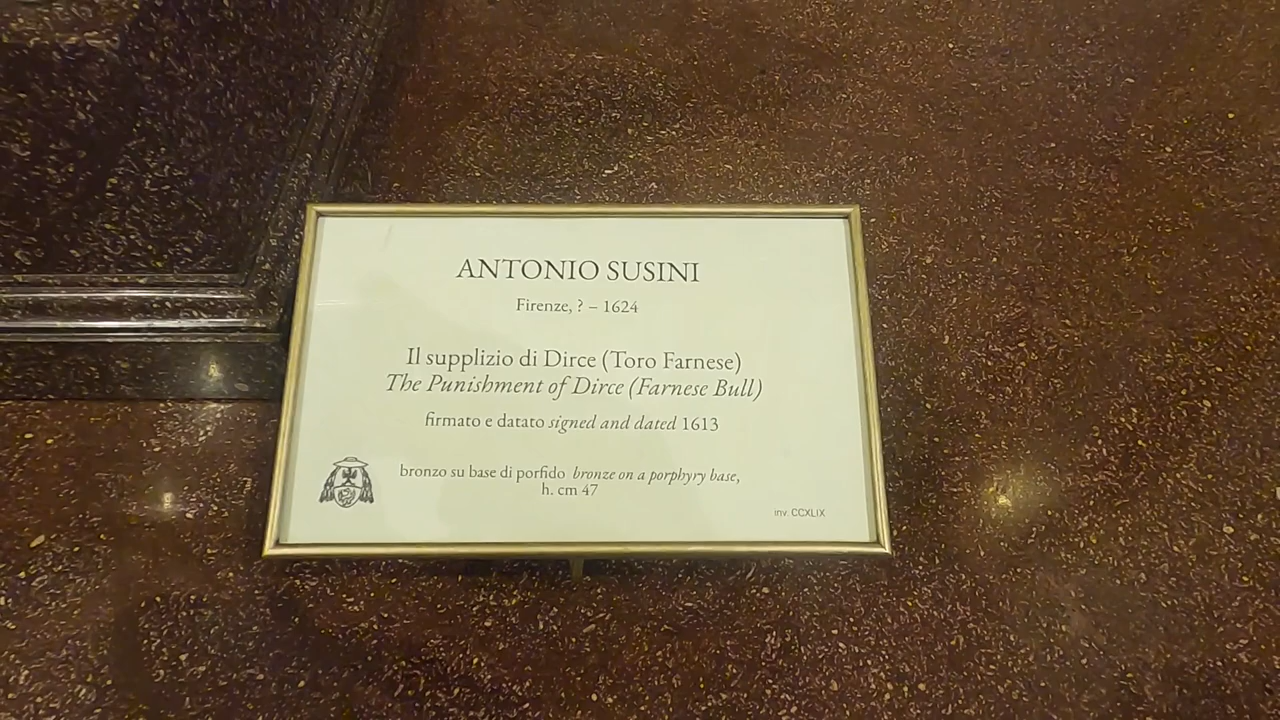 ANTONIO SUSINI
Firenze, ? – 1624
Il supplizio di Dirce (Toro Farnese)
The Punishment of Dirce (Farnese Bull)
firmato e datato signed and dated 1613
bronzo su base di porfido bronze on a porphyry base,
h. cm 47
inv. CCXLIX